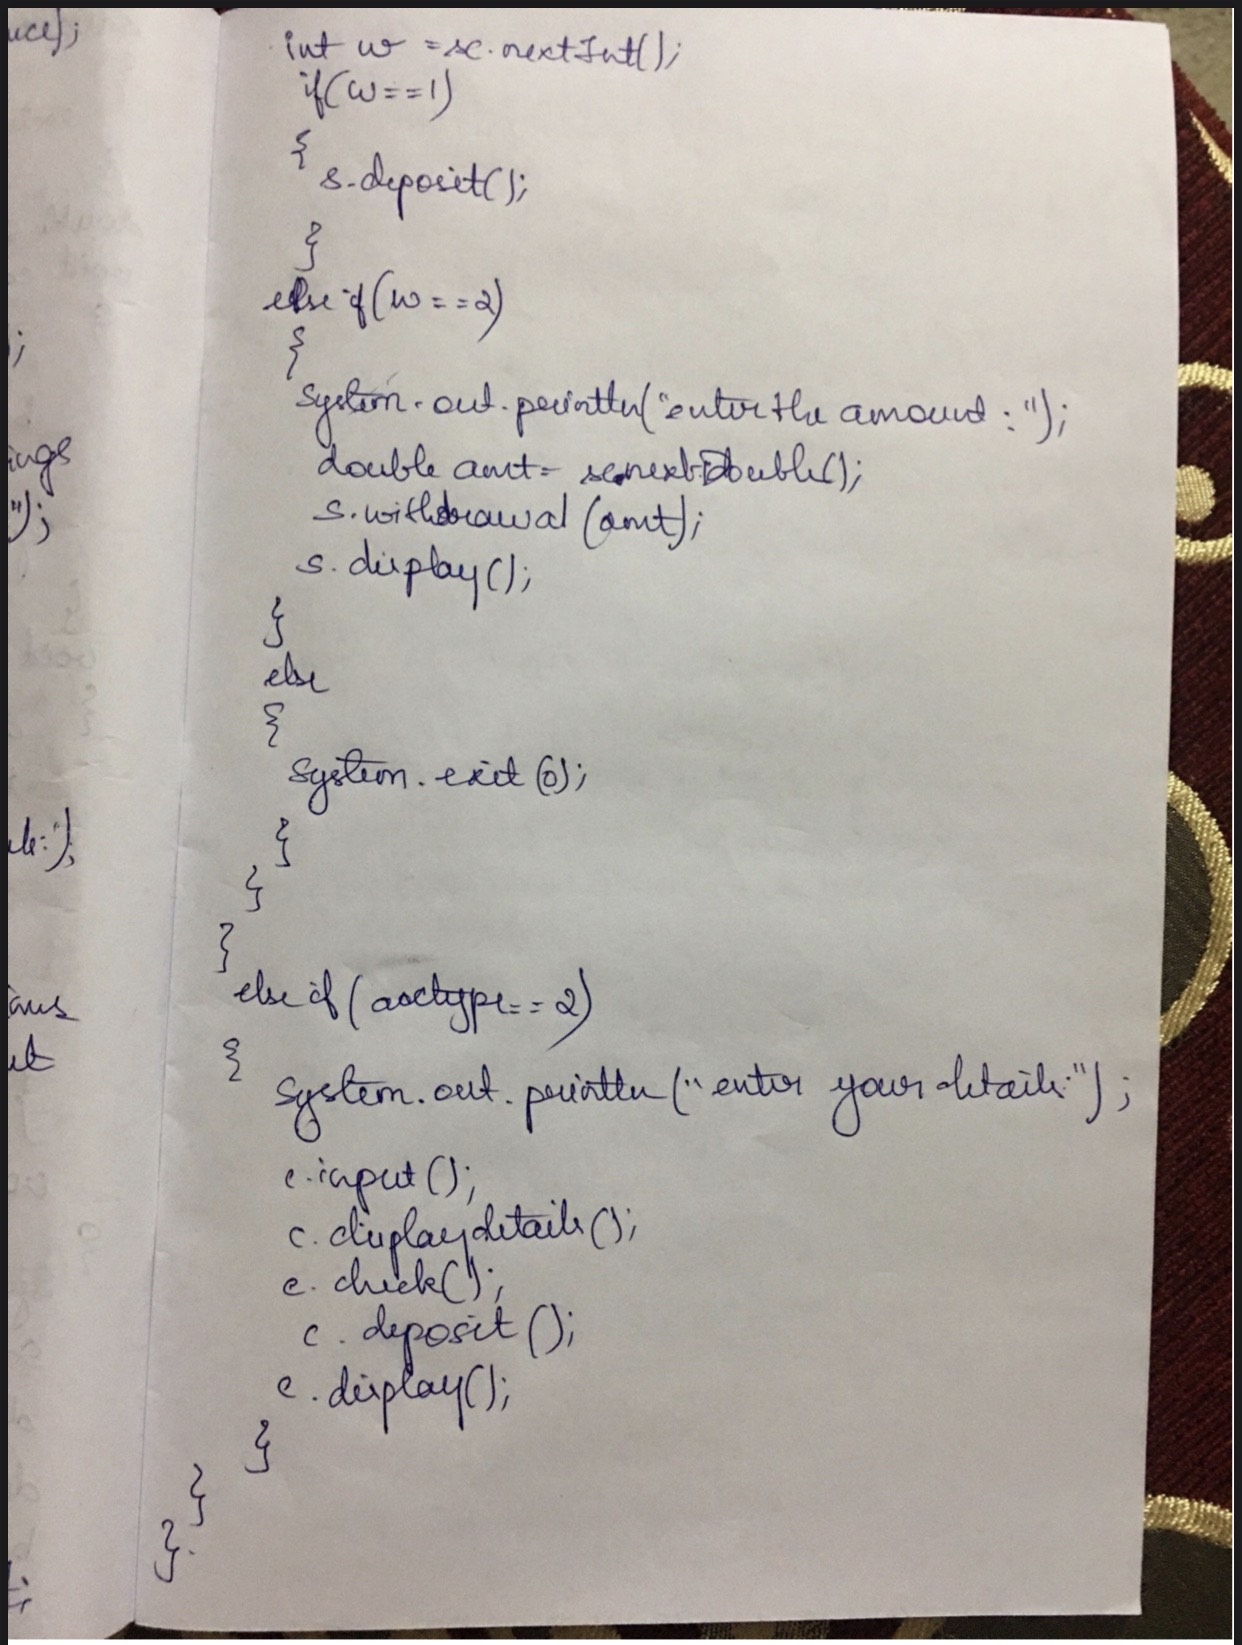 int w = sc.nextInt();
if(w==1)
{
s.deposit();
}
else if(w==2)
{
System.out.println("enter the amount :");
double amt= sc.nextDouble();
s.withdrawal (amt);
s.display();
}
else
{
System.exit(0);
}
}
}
else if(acctype==2)
{
System.out.println("enter your details:");
c.input();
c.displaydetails();
c.check();
c.deposit();
c.display();
}
}
}.